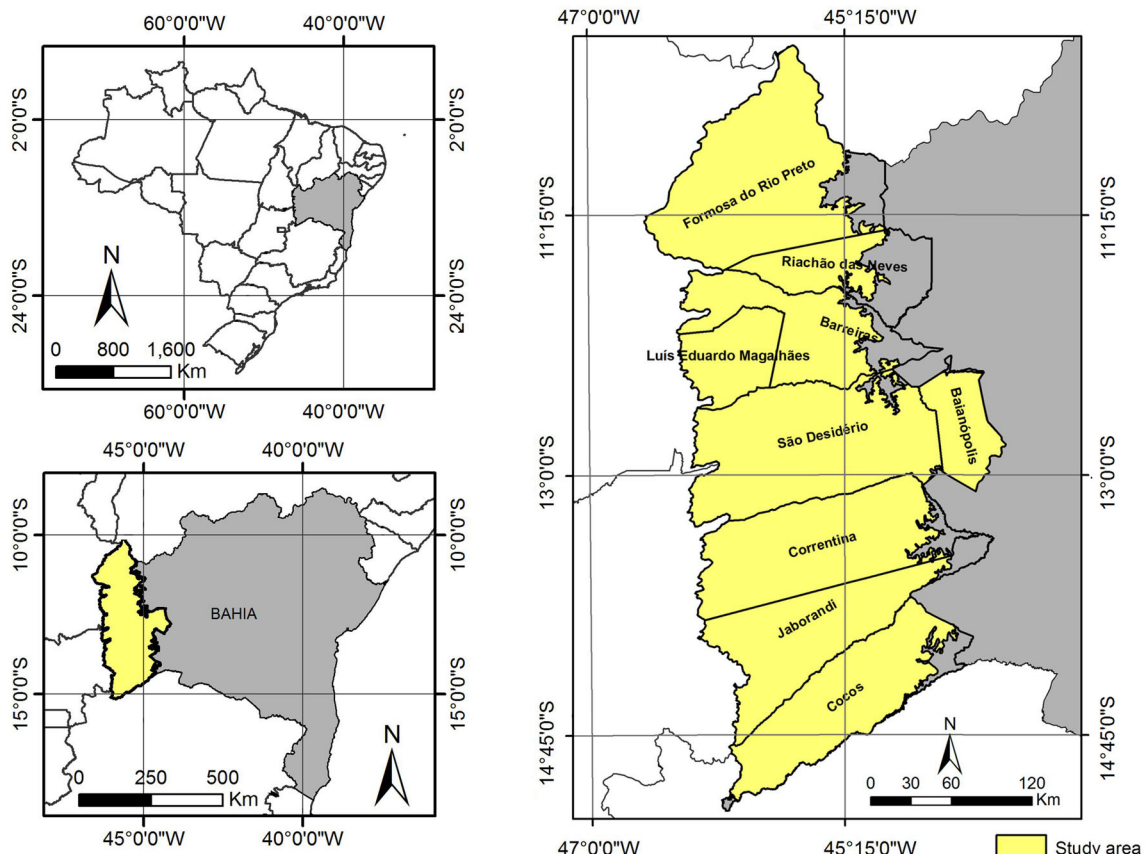 60°0'0"W 40°0'0"W
2°0'0"S 2°0'0"S
24°0'0"S 24°0'0"S
N
0 800 1,600
Km
60°0'0"W 40°0'0"W
45°0'0"W 40°0'0"W
10°0'0"S 10°0'0"S
BAHIA
15°0'0"S 15°0'0"S
N
0 250 500
Km
45°0'0"W 40°0'0"W
47°0'0"W 45°15'0"W
Formosa do Rio Preto
11°15'0"S 11°15'0"S
Riachão das Neves
Barreiras
Luís Eduardo Magalhães
Baianópolis
São Desidério
13°0'0"S 13°0'0"S
Correntina
Jaborandi
Cocos
14°45'0"S 14°45'0"S
N
0 30 60 120
Km
47°0'0"W 45°15'0"W
Study area